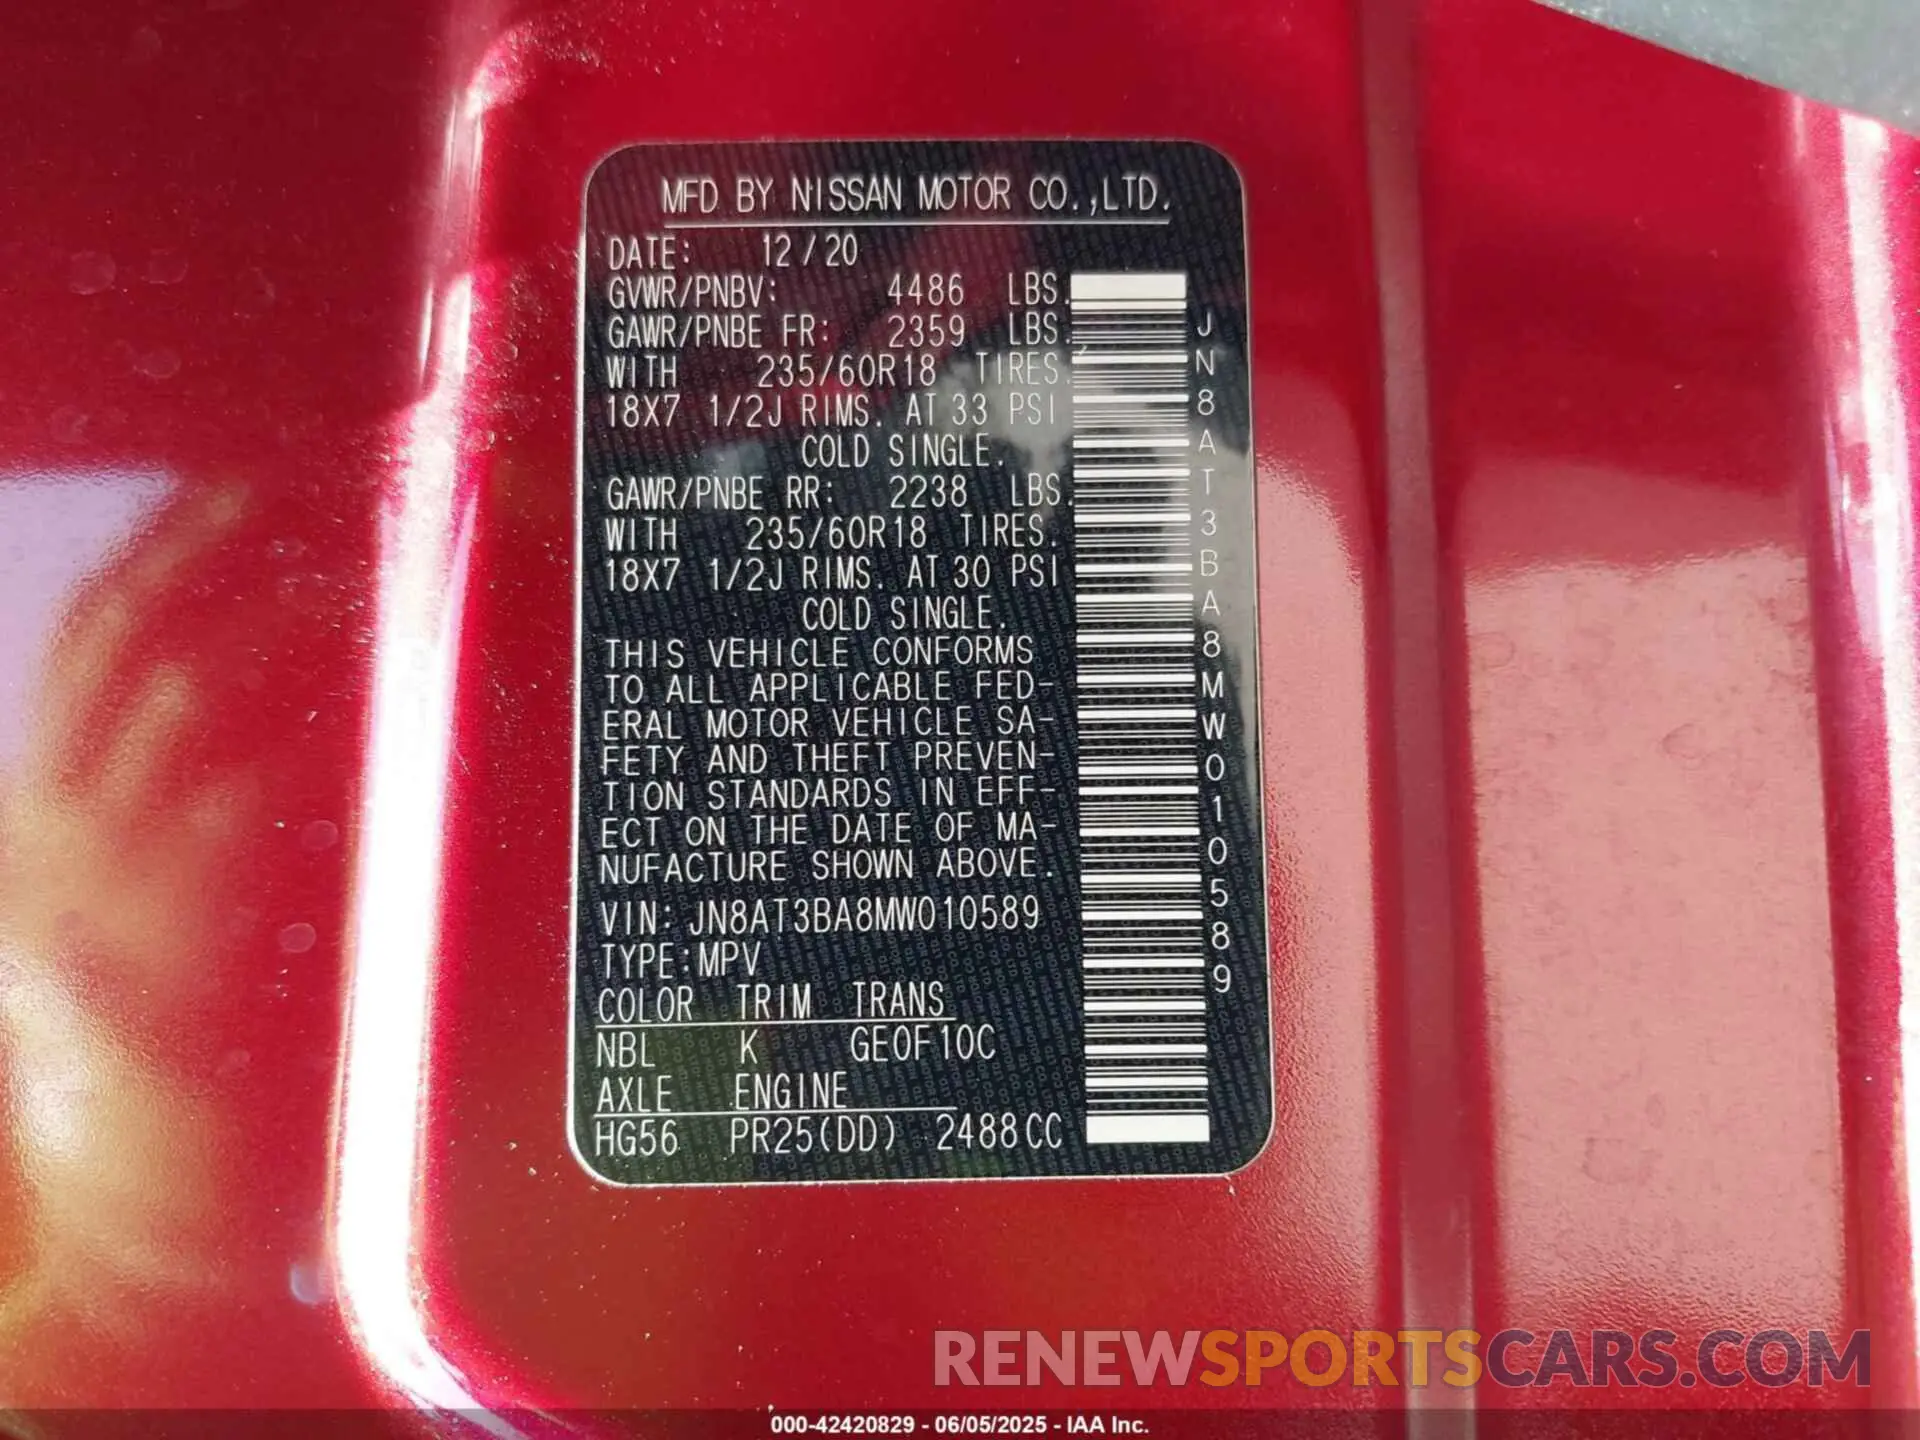 MFD BY NISSAN MOTOR CO.,LTD.
DATE: 12/20
GVWR/PNBV: 4486 LBS.
GAWR/PNBE FR: 2359 LBS.
WITH 235/60R18 TIRES.
18X7 1/2J RIMS. AT 33 PSI
COLD SINGLE.
GAWR/PNBE RR: 2238 LBS.
WITH 235/60R18 TIRES.
18X7 1/2J RIMS. AT 30 PSI
COLD SINGLE.
THIS VEHICLE CONFORMS
TO ALL APPLICABLE FED-
ERAL MOTOR VEHICLE SA-
FETY AND THEFT PREVEN-
TION STANDARDS IN EFF-
ECT ON THE DATE OF MA-
NUFACTURE SHOWN ABOVE.
VIN: JN8AT3BA8MW010589
TYPE:MPV
COLOR TRIM TRANS
NBL K GE0F10C
AXLE ENGINE
HG56 PR25(DD) 2488CC
JN8AT3BA8MW010589
RENEWSPORTSCARS.COM
000-42420829 - 06/05/2025 - IAA Inc.